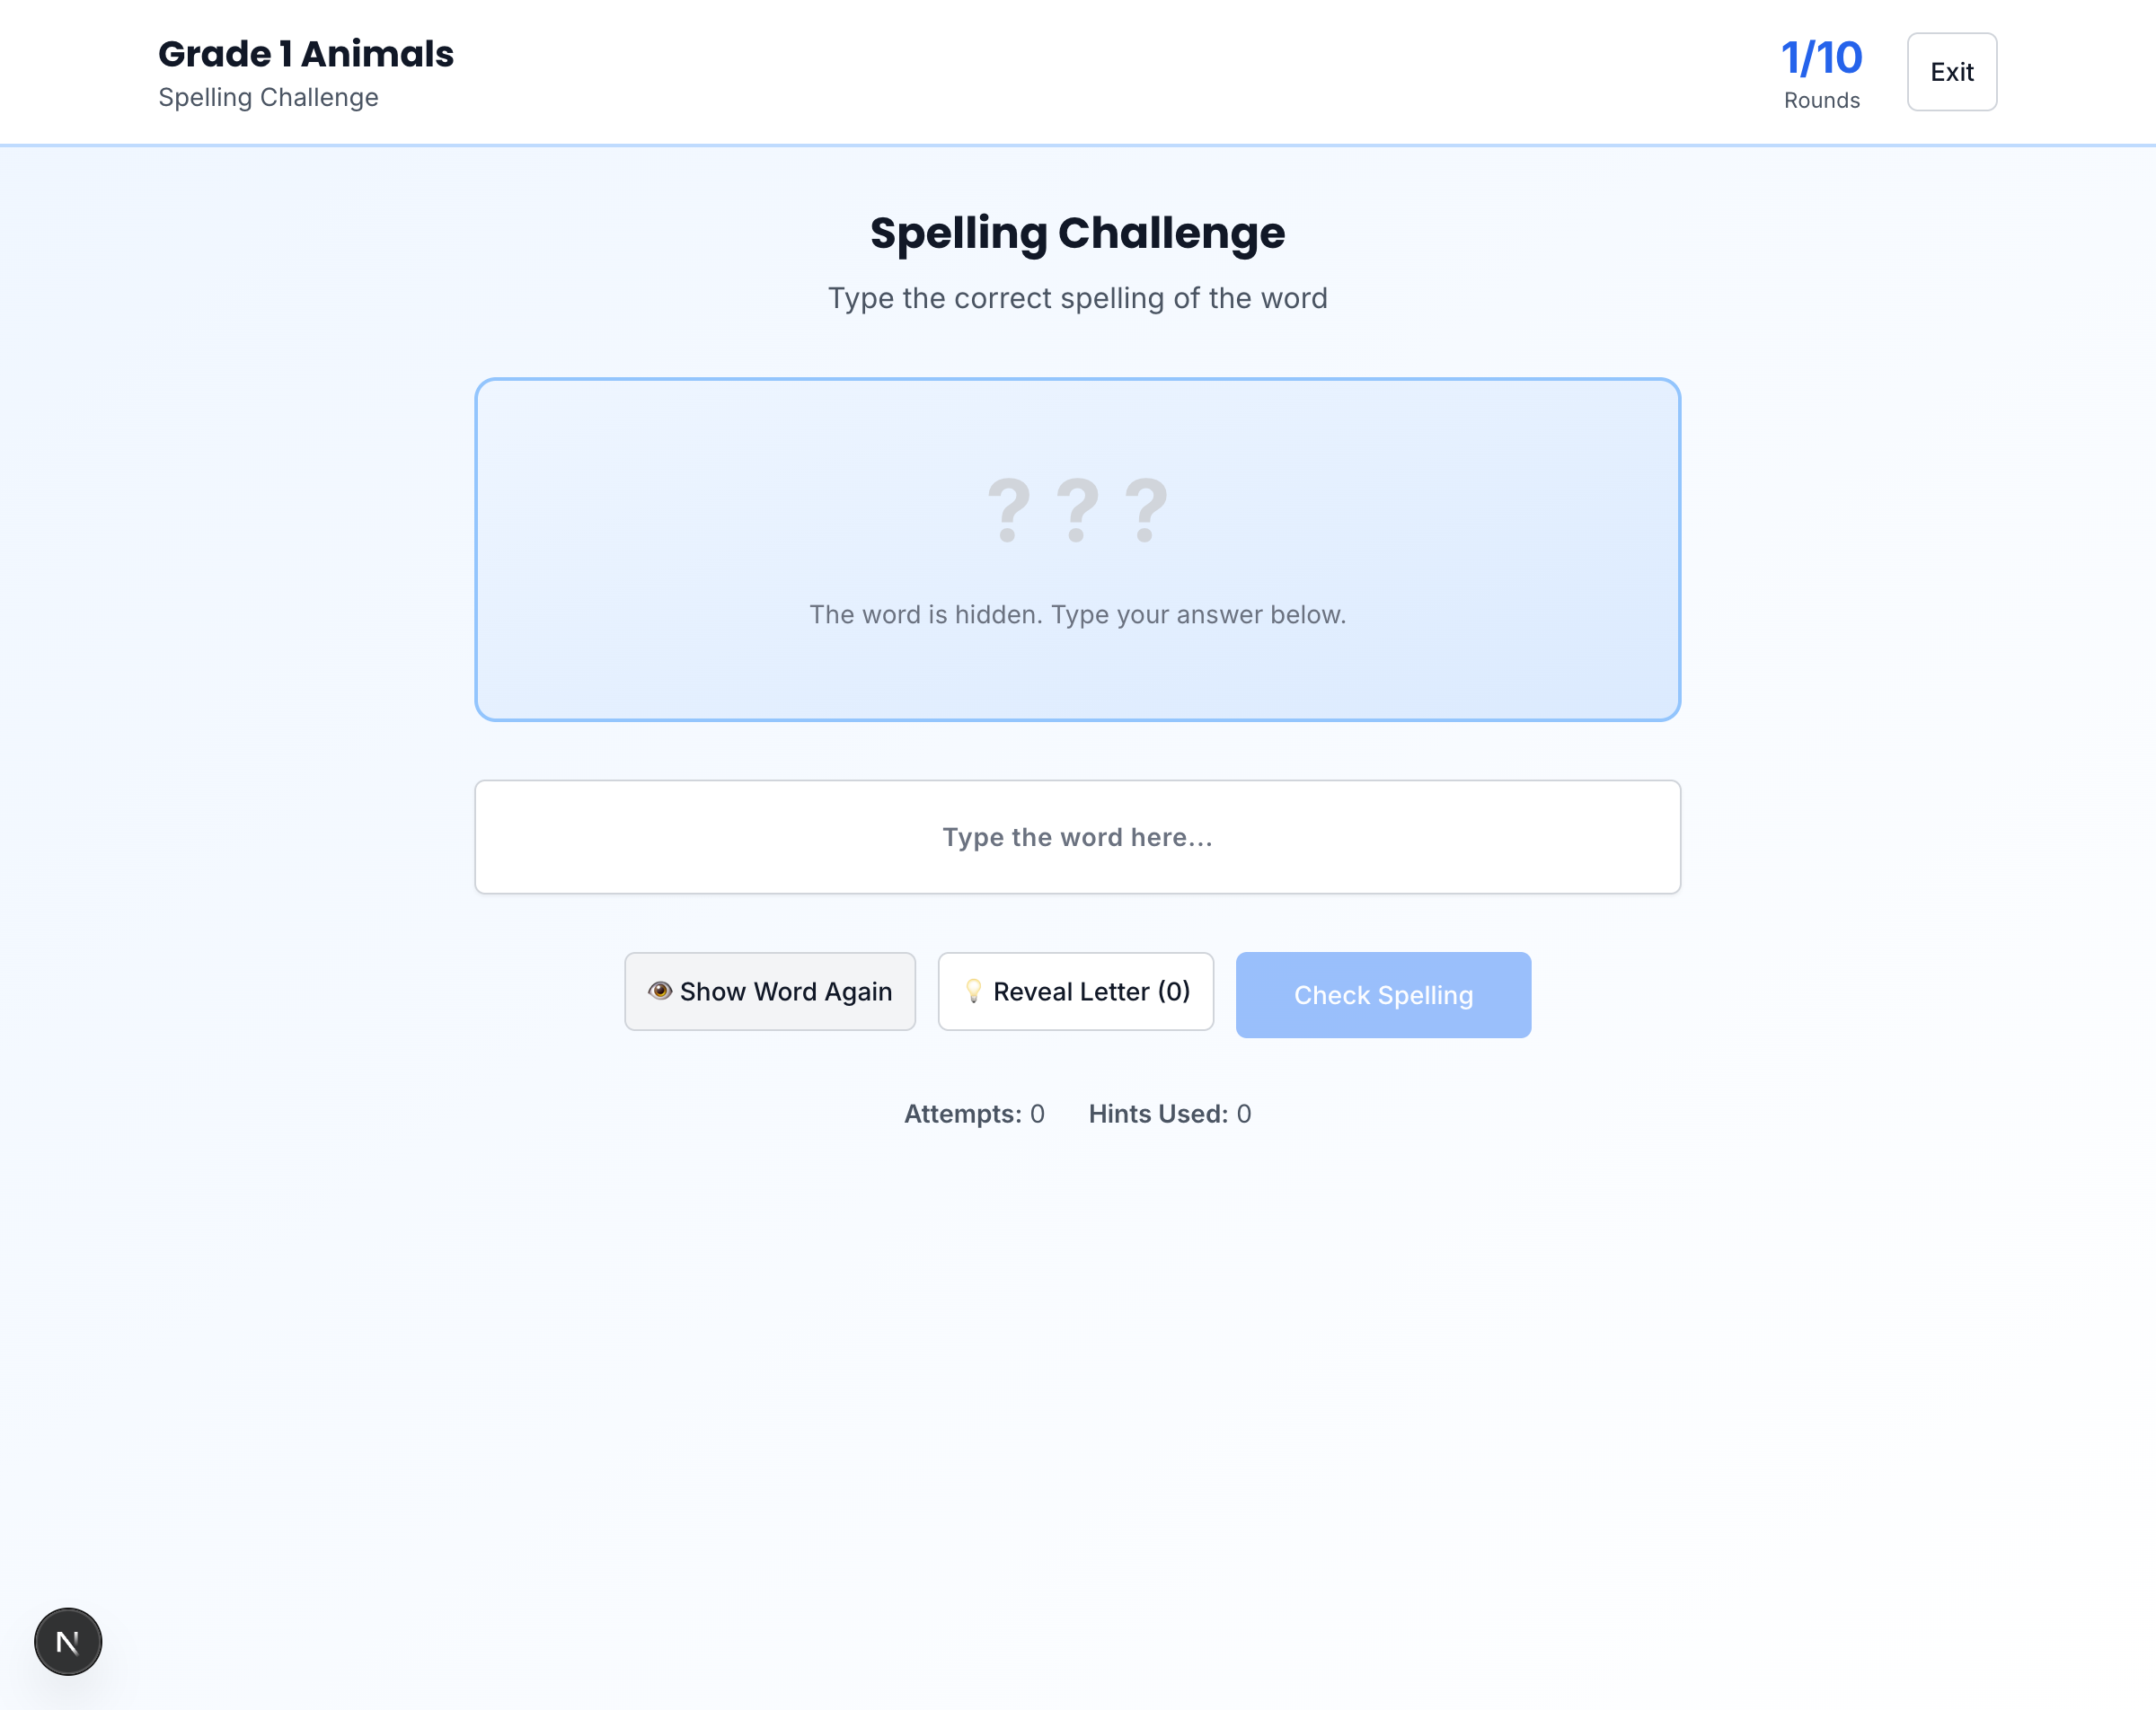 Grade 1 Animals
Spelling Challenge
1/10
Rounds
Exit
Spelling Challenge
Type the correct spelling of the word
? ? ?
The word is hidden. Type your answer below.
Type the word here...
👁️ Show Word Again
💡 Reveal Letter (0)
Check Spelling
Attempts: 0 Hints Used: 0
N